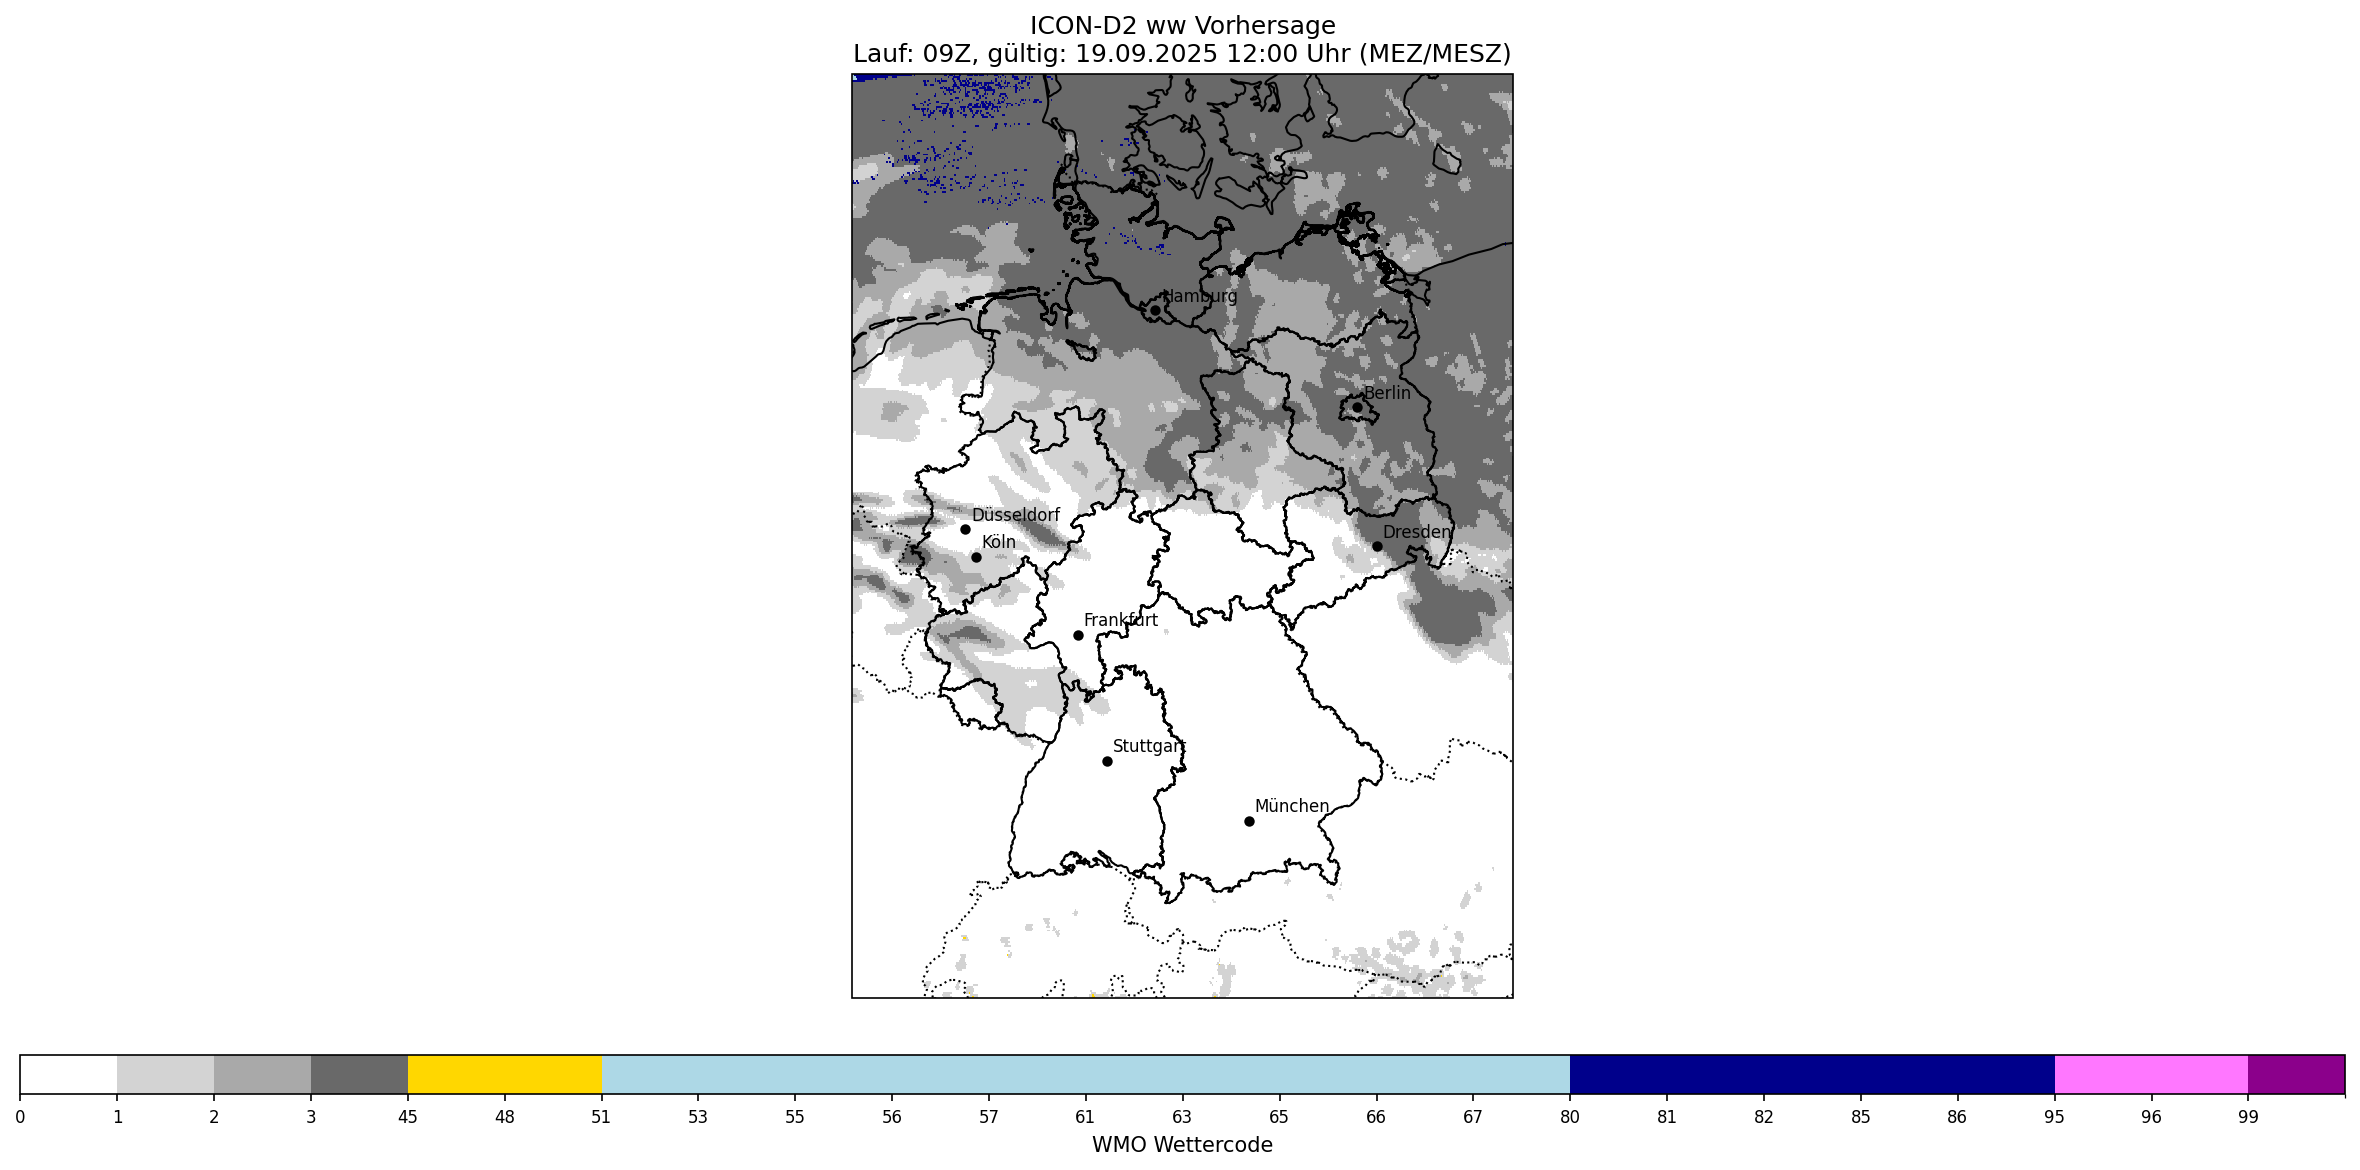 ICON-D2 ww Vorhersage
Lauf: 09Z, gültig: 19.09.2025 12:00 Uhr (MEZ/MESZ)
Hamburg
Berlin
Düsseldorf
Dresden
Köln
Frankfurt
Stuttgart
München
0 1 2 3 45 48 51 53 55 56 57 61 63 65 66 67 80 81 82 85 86 95 96 99
WMO Wettercode